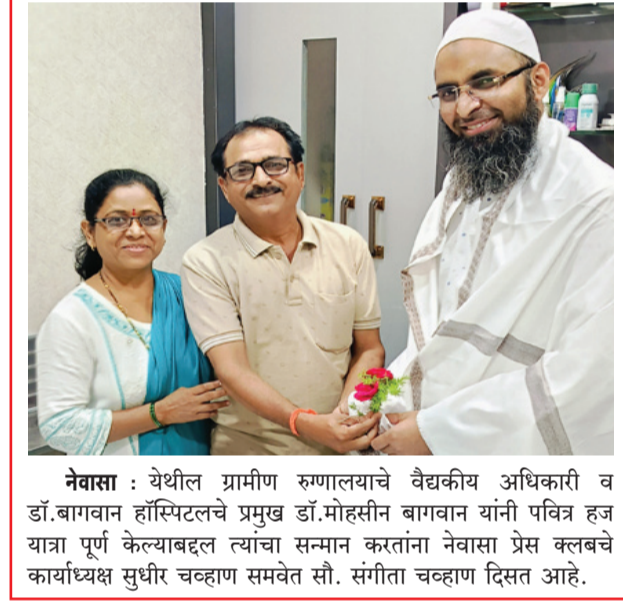 नेवासा : येथील ग्रामीण रुग्णालयाचे वैद्यकीय अधिकारी व
डॉ.बागवान हॉस्पिटलचे प्रमुख डॉ.मोहसीन बागवान यांनी पवित्र हज
यात्रा पूर्ण केल्याबद्दल त्यांचा सन्मान करतांना नेवासा प्रेस क्लबचे
कार्याध्यक्ष सुधीर चव्हाण समवेत सौ. संगीता चव्हाण दिसत आहे.